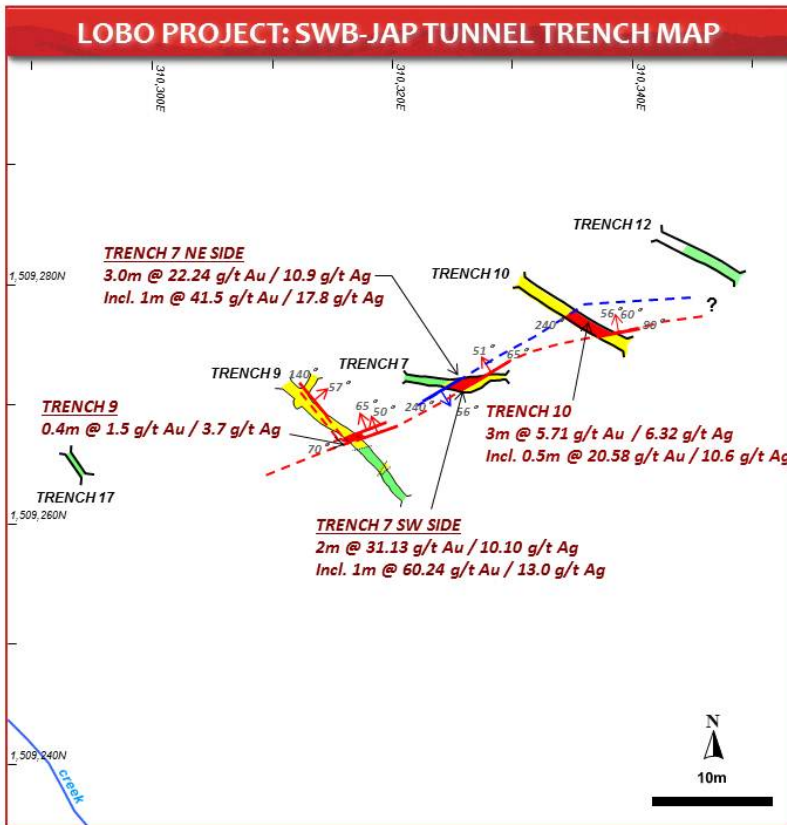 LOBO PROJECT: SWB-JAP TUNNEL TRENCH MAP
310,300E
310,320E
310,340E
TRENCH 12
TRENCH 7 NE SIDE
3.0m @ 22.24 g/t Au / 10.9 g/t Ag
Incl. 1m @ 41.5 g/t Au / 17.8 g/t Ag
1,509,280N
TRENCH 10
?
56° 60°
240°
90°
51°
65°
TRENCH 7
TRENCH 9
140°
57°
240°
56°
TRENCH 9
0.4m @ 1.5 g/t Au / 3.7 g/t Ag
65°
50°
70°
TRENCH 10
3m @ 5.71 g/t Au / 6.32 g/t Ag
Incl. 0.5m @ 20.58 g/t Au / 10.6 g/t Ag
TRENCH 17
1,509,260N
TRENCH 7 SW SIDE
2m @ 31.13 g/t Au / 10.10 g/t Ag
Incl. 1m @ 60.24 g/t Au / 13.0 g/t Ag
1,509,240N
creek
N
10m